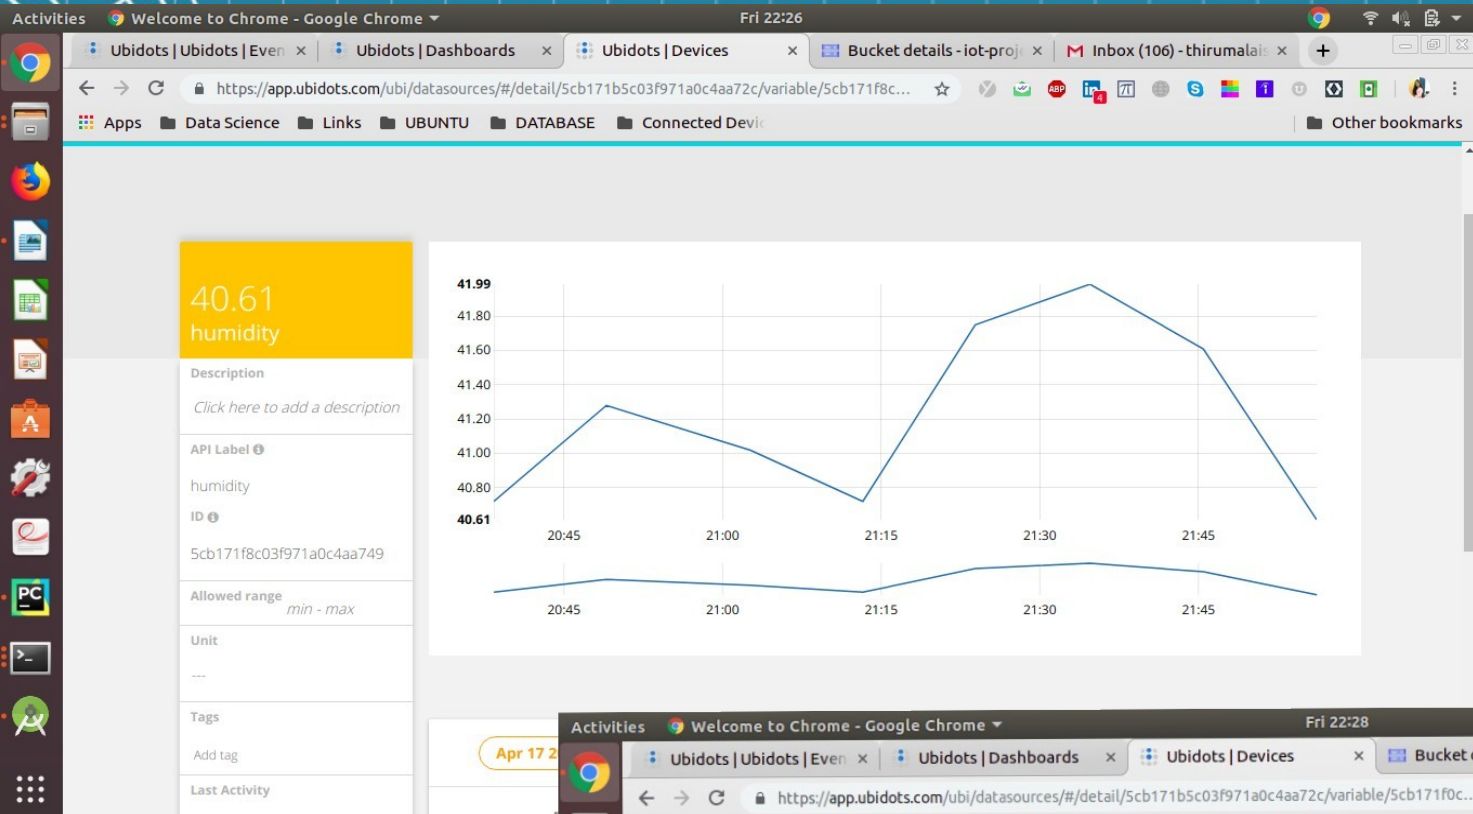 Activities Welcome to Chrome - Google Chrome Fri 22:26
Ubidots | Ubidots | Even Ubidots | Dashboards Ubidots | Devices Bucket details - iot-proj Inbox (106) - thirumalai
https://app.ubidots.com/ubi/datasources/#/detail/5cb171b5c03f971a0c4aa72c/variable/5cb171f8c... ABP in 4 π S f
Apps Data Science Links UBUNTU DATABASE Connected Devi Other bookmarks
40.61
humidity
Description
Click here to add a description
API Label
humidity
ID
5cb171f8c03f971a0c4aa749
Allowed range
min - max
Unit
---
Tags
Add tag
Last Activity
41.99
41.80
41.60
41.40
41.20
41.00
40.80
40.61
20:45 21:00 21:15 21:30 21:45
20:45 21:00 21:15 21:30 21:45
Apr 17 2
PC
Activities Welcome to Chrome - Google Chrome Fri 22:28
Ubidots | Ubidots | Even Ubidots | Dashboards Ubidots | Devices Bucket
https://app.ubidots.com/ubi/datasources/#/detail/5cb171b5c03f971a0c4aa72c/variable/5cb171f0c...